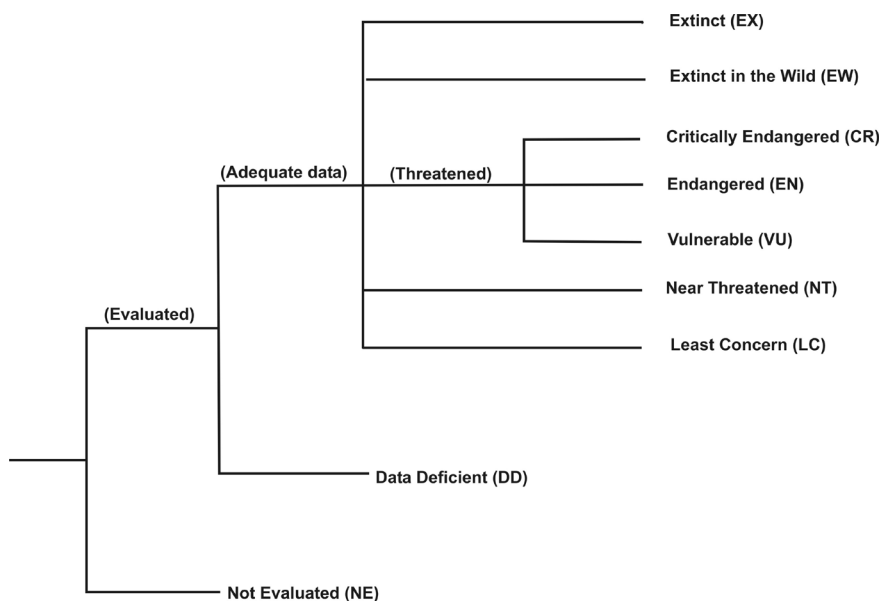 Extinct (EX)
Extinct in the Wild (EW)
Critically Endangered (CR)
(Adequate data)
(Threatened)
Endangered (EN)
Vulnerable (VU)
Near Threatened (NT)
(Evaluated)
Least Concern (LC)
Data Deficient (DD)
Not Evaluated (NE)